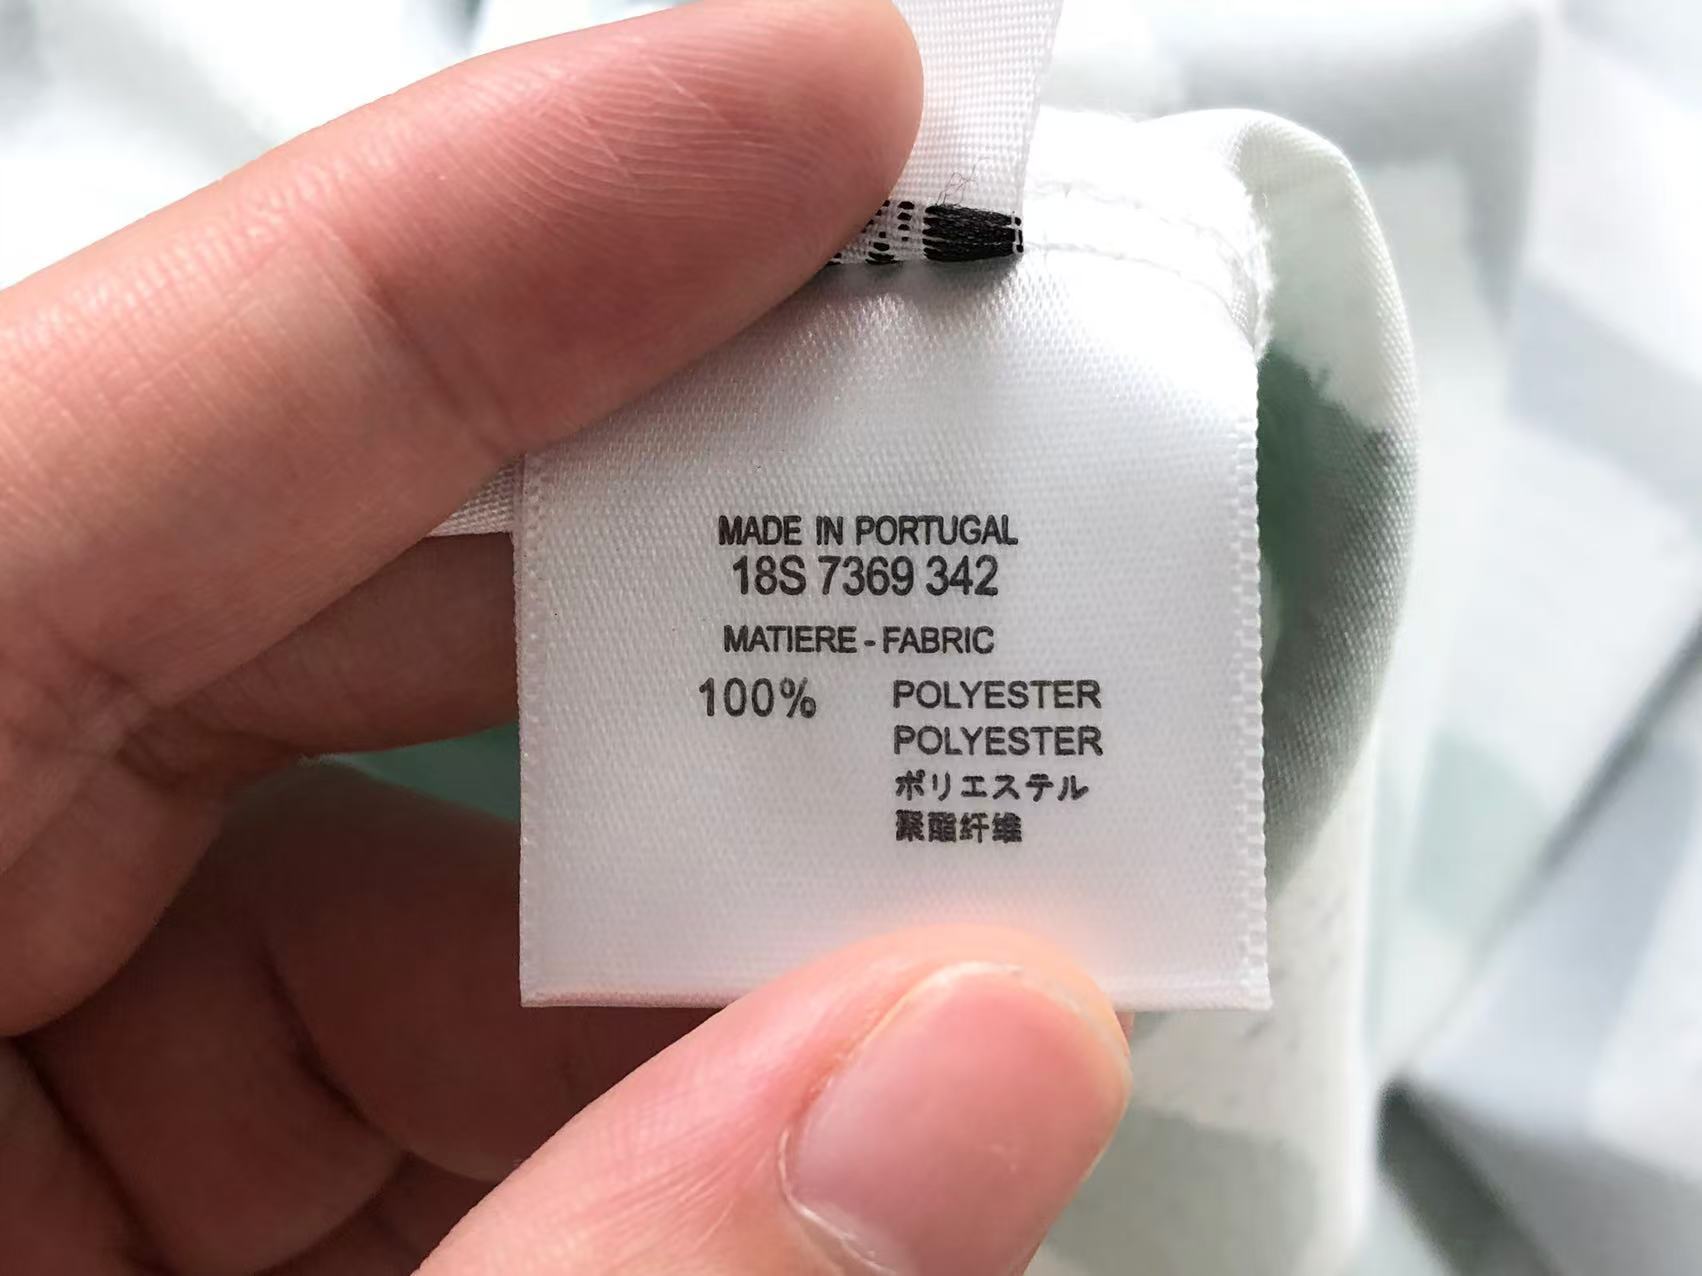 MADE IN PORTUGAL
18S 7369 342
MATIERE - FABRIC
100% POLYESTER
POLYESTER
ポリエステル
聚酯纤维